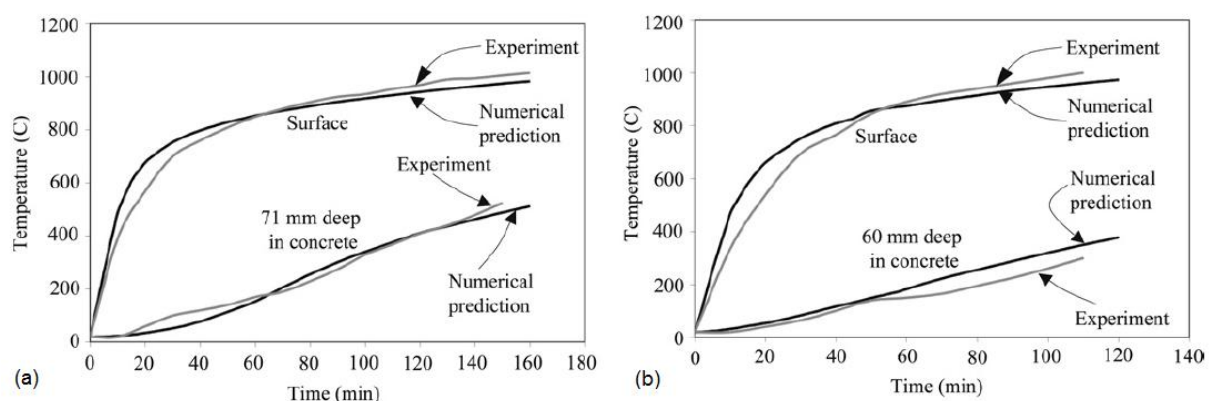 1200
1000
800
600
400
200
0
Temperature (C)
Experiment
Numerical
prediction
Surface
Experiment
71 mm deep
in concrete
Numerical
prediction
0 20 40 60 80 100 120 140 160 180
Time (min)
(a)
1200
1000
800
600
400
200
0
Temperature (C)
Experiment
Numerical
prediction
Surface
Numerical
prediction
60 mm deep
in concrete
Experiment
0 20 40 60 80 100 120 140
Time (min)
(b)